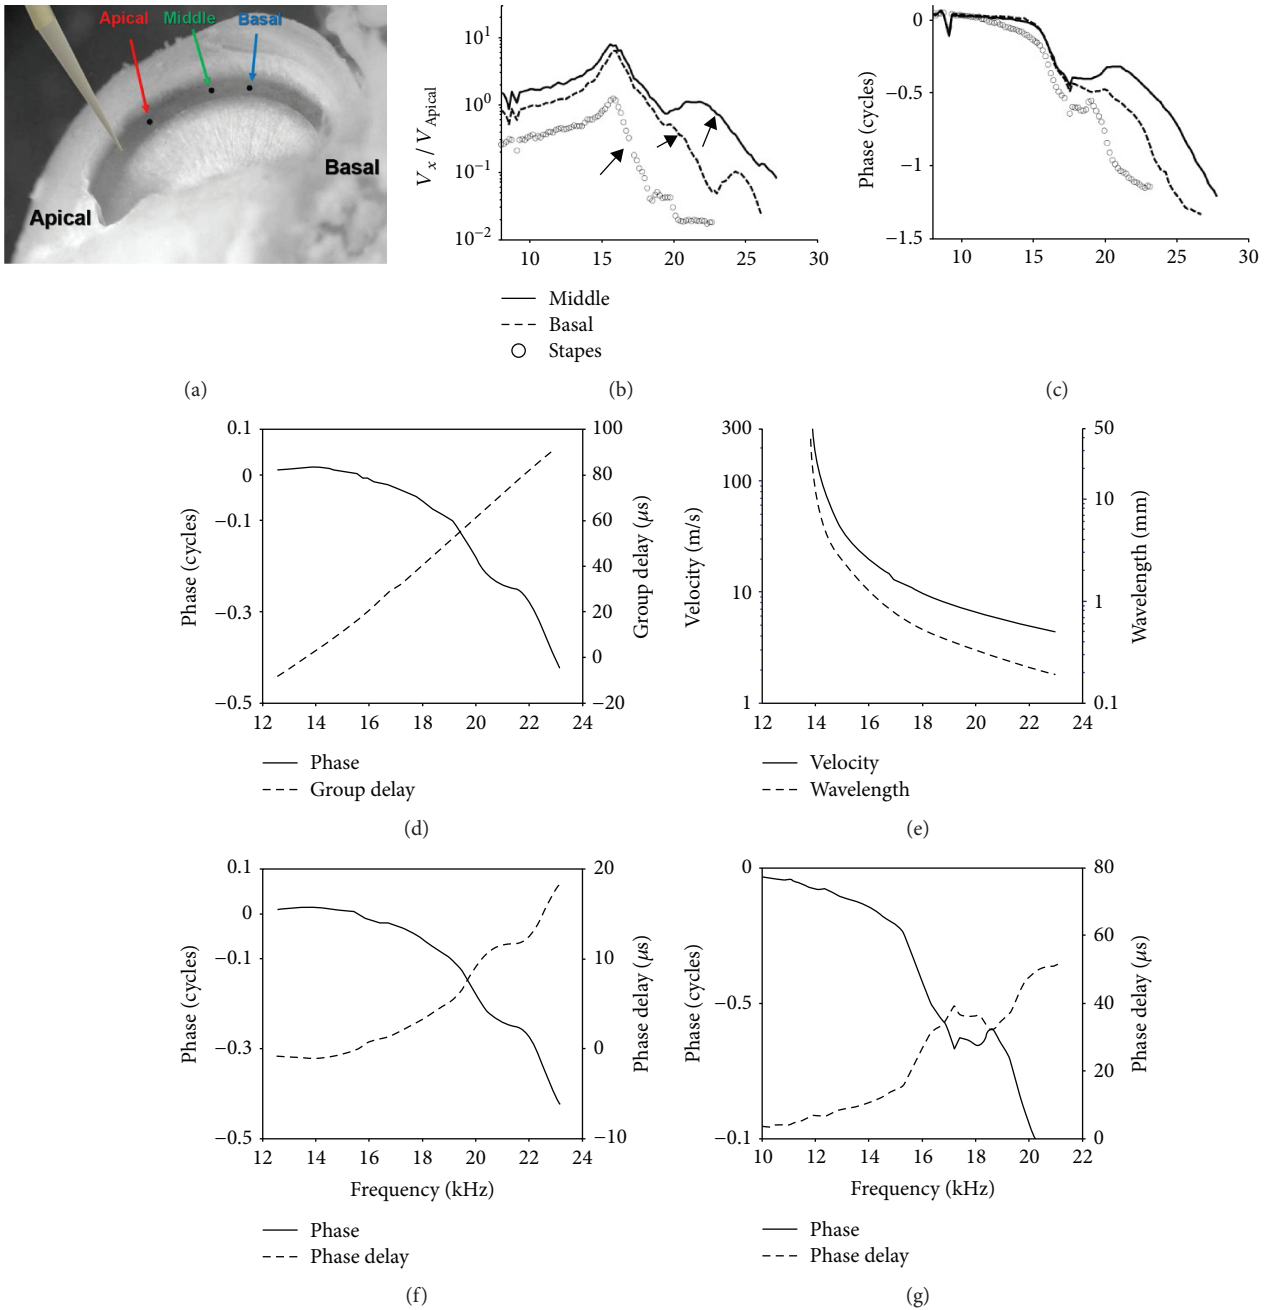 Apical Middle Basal
Basal
Apical
(a)
V_x / V_Apical
10^1
10^0
10^−1
10^−2
10 15 20 25 30
Middle
Basal
Stapes
(b)
Phase (cycles)
0
−0.5
−1
−1.5
10 15 20 25 30
(c)
Phase (cycles)
0.1
0
−0.1
−0.3
−0.5
12 14 16 18 20 22 24
Group delay (μs)
100
80
60
40
20
0
−20
Phase
Group delay
(d)
Velocity (m/s)
300
100
10
1
12 14 16 18 20 22 24
Wavelength (mm)
50
10
1
0.1
Velocity
Wavelength
(e)
Phase (cycles)
0.1
0
−0.1
−0.3
−0.5
12 14 16 18 20 22 24
Phase delay (μs)
20
10
0
−10
Frequency (kHz)
Phase
Phase delay
(f)
Phase (cycles)
0
−0.5
−0.1
10 12 14 16 18 20 22
Phase delay (μs)
80
60
40
20
0
Frequency (kHz)
Phase
Phase delay
(g)